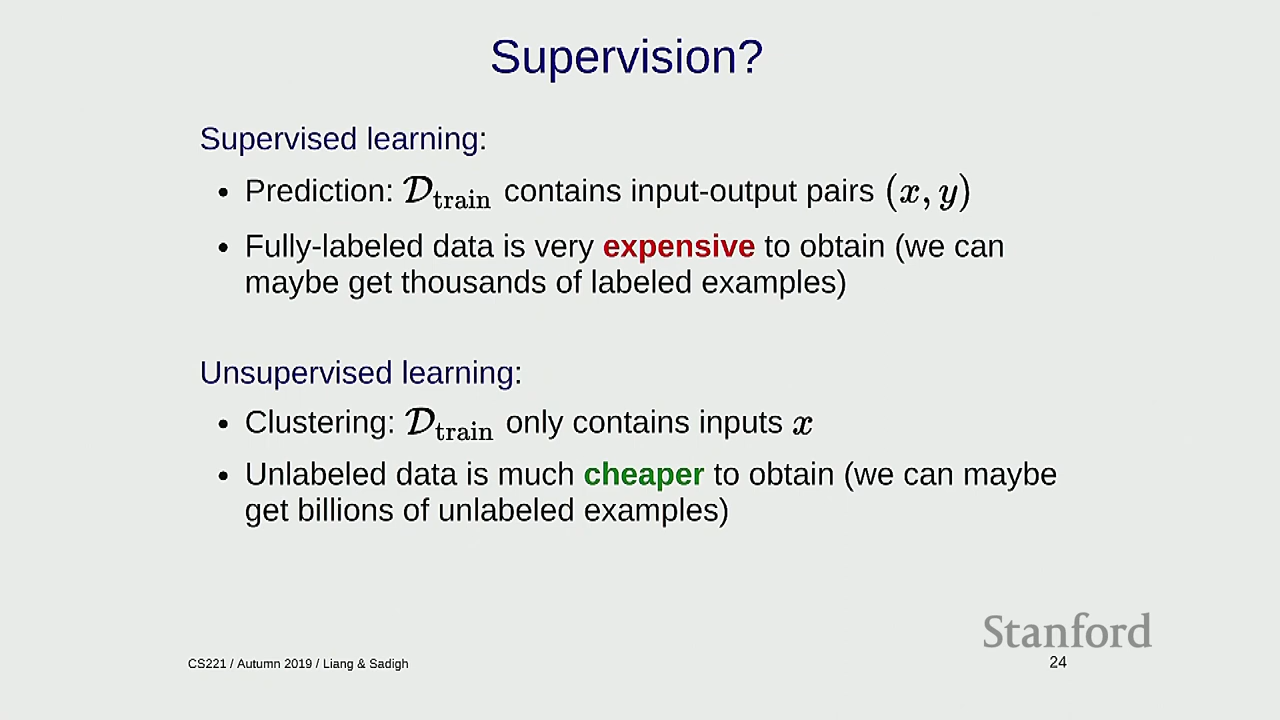 Supervision?
Supervised learning:
• Prediction: 𝒟train contains input-output pairs (x, y)
• Fully-labeled data is very expensive to obtain (we can
maybe get thousands of labeled examples)
Unsupervised learning:
• Clustering: 𝒟train only contains inputs x
• Unlabeled data is much cheaper to obtain (we can maybe
get billions of unlabeled examples)
Stanford
CS221 / Autumn 2019 / Liang & Sadigh
24